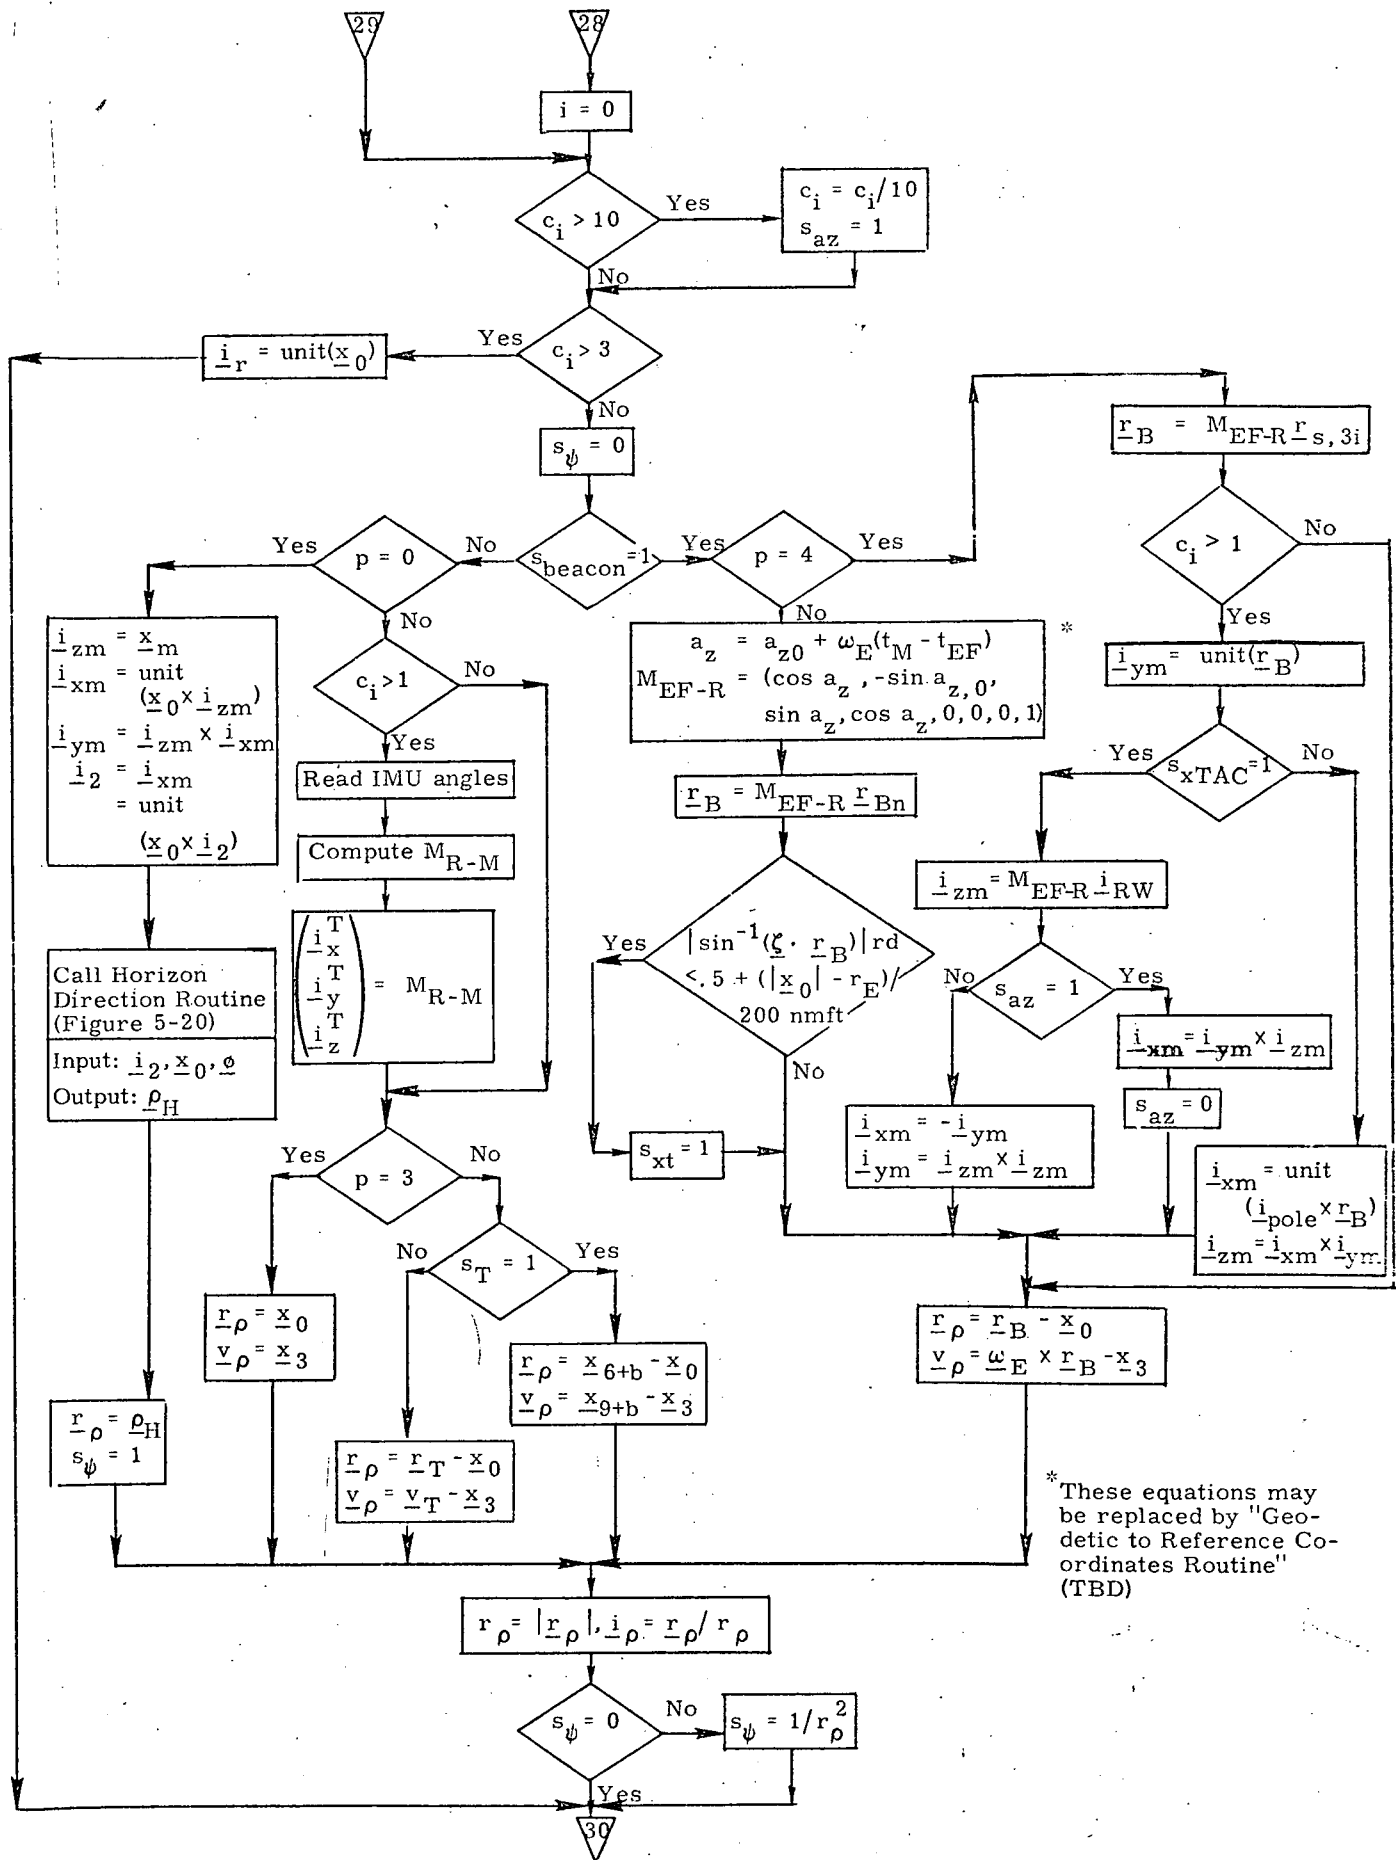 29
28
i = 0
c_i > 10
Yes
c_i = c_i/10
s_az = 1
No
c_i > 3
Yes
i_r = unit(x_0)
No
s_ψ = 0
s_beacon = 1
No
Yes
p = 0
Yes
No
i_zm = x_m
i_xm = unit
(x_0 × i_zm)
i_ym = i_zm × i_xm
i_2 = i_xm
= unit
(x_0 × i_2)
Call Horizon
Direction Routine
(Figure 5-20)
Input: i_2, x_0, ø
Output: ρ_H
r_ρ = ρ_H
s_ψ = 1
c_i > 1
No
Yes
Read IMU angles
Compute M_R-M
(i_x^T
i_y^T = M_R-M
i_z^T)
p = 3
Yes
No
r_ρ = x_0
v_ρ = x_3
s_T = 1
No
Yes
r_ρ = r_T - x_0
v_ρ = v_T - x_3
r_ρ = x_6+b - x_0
v_ρ = x_9+b - x_3
p = 4
Yes
No
a_z = a_z0 + ω_E(t_M - t_EF)
M_EF-R = (cos a_z, -sin a_z,0,
sin a_z, cos a_z, 0, 0, 0, 1)
*
r_B = M_EF-R r_Bn
|sin^-1 (ζ · r_B)| rd
<.5 + (|x_0| - r_E)/
200 nmft
Yes
No
s_xt = 1
r_B = M_EF-R r_s, 3i
c_i > 1
No
Yes
i_ym = unit(r_B)
s_xTAC = 1
Yes
No
i_zm = M_EF-R i_RW
s_az = 1
No
Yes
i_xm = i_ym × i_zm
s_az = 0
i_xm = -i_ym
i_ym = i_zm × i_zm
i_xm = unit
(i_pole × r_B)
i_zm = i_xm × i_ym
r_ρ = r_B - x_0
v_ρ = ω_E × r_B - x_3
*These equations may
be replaced by "Geo-
detic to Reference Co-
ordinates Routine"
(TBD)
r_ρ = |r_ρ|, i_ρ = r_ρ / r_ρ
s_ψ = 0
No
s_ψ = 1/r_ρ^2
Yes
30